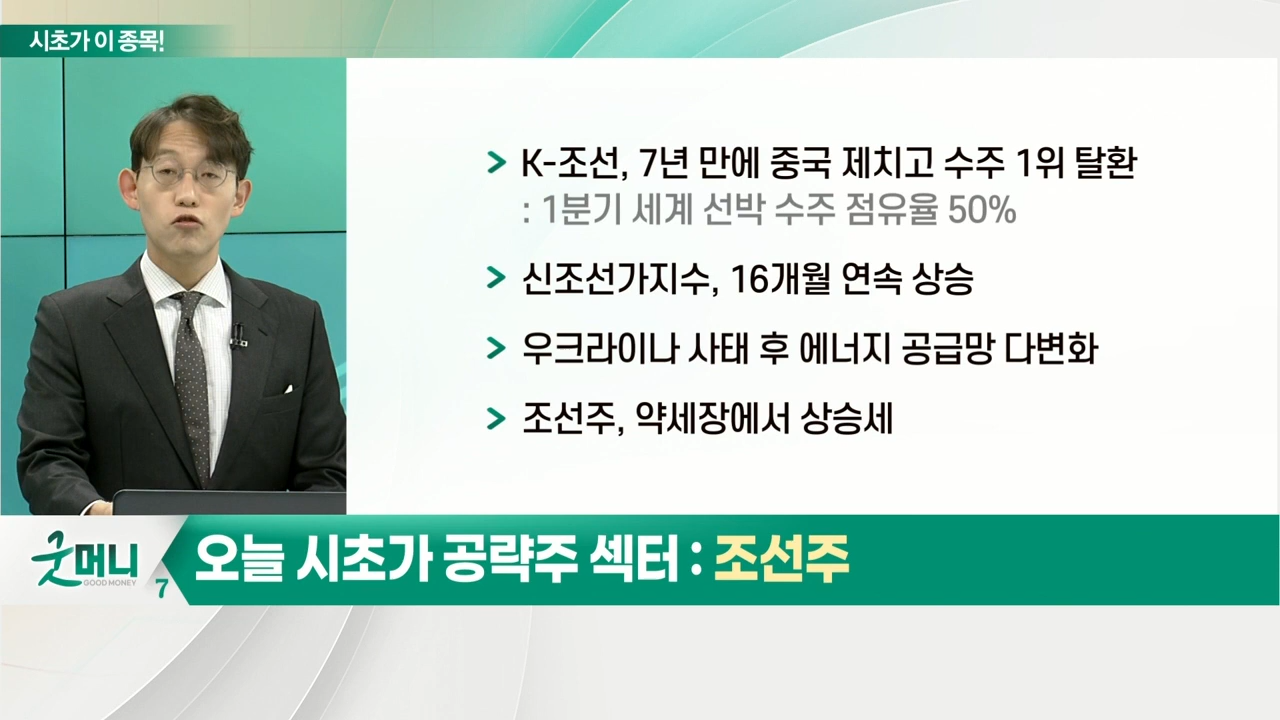 시초가 이 종목!
> K-조선, 7년 만에 중국 제치고 수주 1위 탈환
: 1분기 세계 선박 수주 점유율 50%
> 신조선가지수, 16개월 연속 상승
> 우크라이나 사태 후 에너지 공급망 다변화
> 조선주, 약세장에서 상승세
굿머니
GOOD MONEY
7
오늘 시초가 공략주 섹터 : 조선주